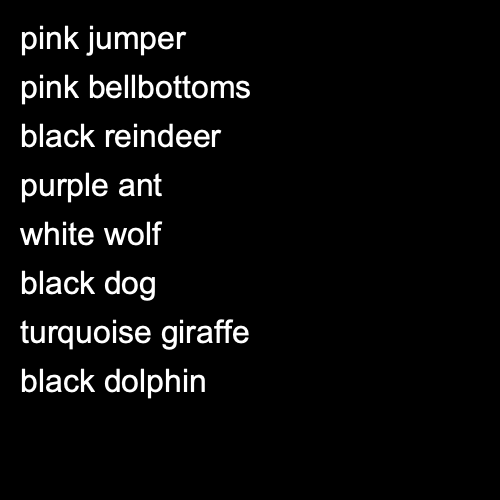 pink jumper
pink bellbottoms
black reindeer
purple ant
white wolf
black dog
turquoise giraffe
black dolphin